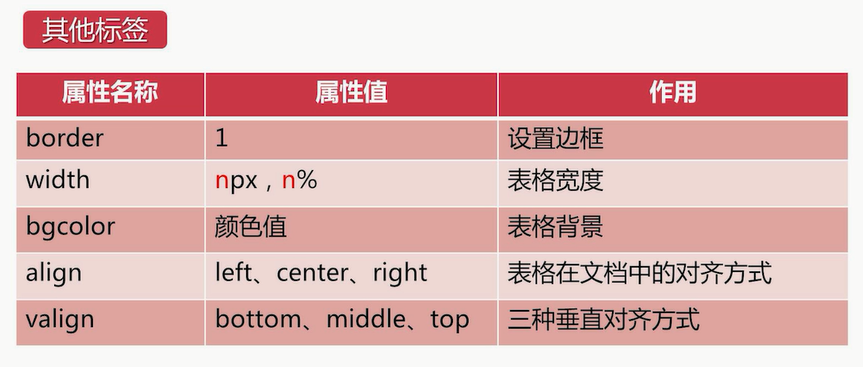 其他标签
属性名称 属性值 作用
border 1 设置边框
width npx，n% 表格宽度
bgcolor 颜色值 表格背景
align left、center、right 表格在文档中的对齐方式
valign bottom、middle、top 三种垂直对齐方式